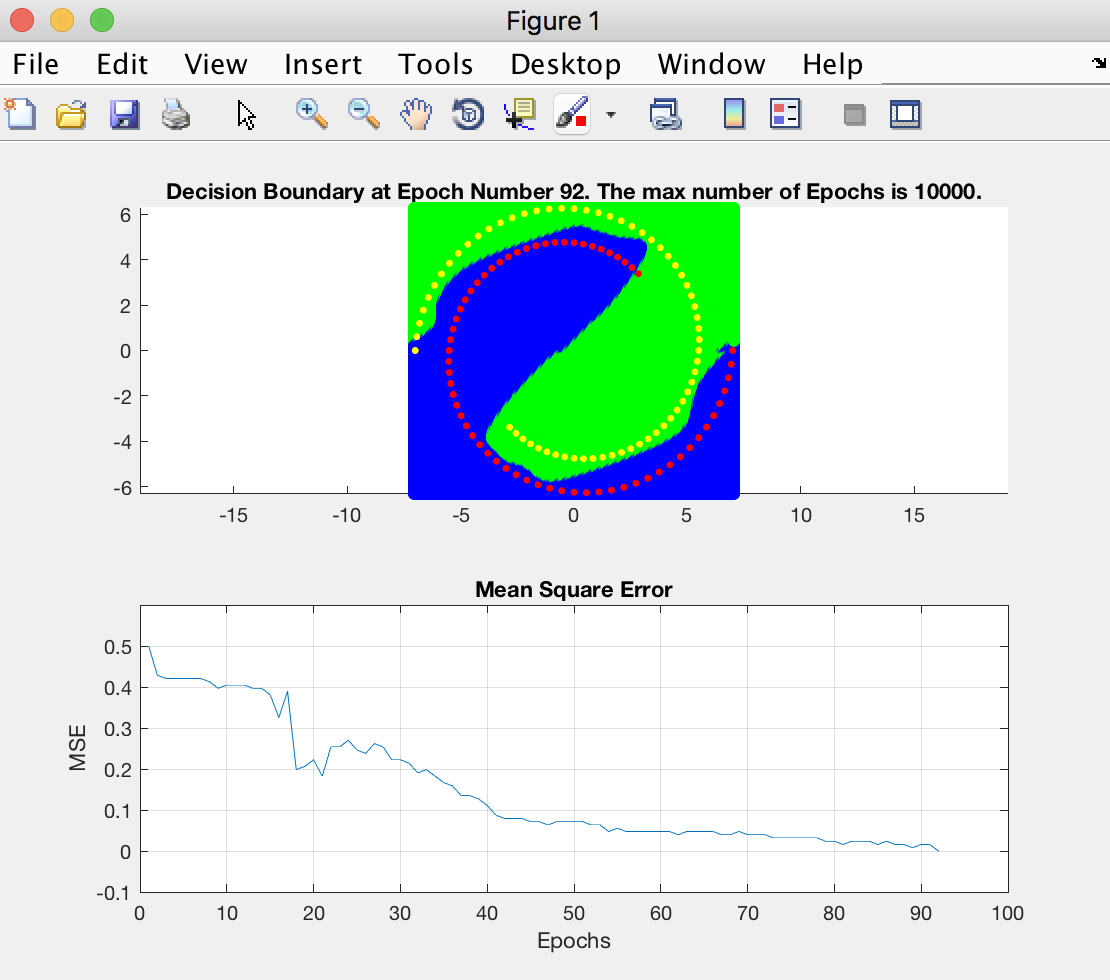 Figure 1
File Edit View Insert Tools Desktop Window Help
Decision Boundary at Epoch Number 92. The max number of Epochs is 10000.
6
4
2
0
-2
-4
-6
-15 -10 -5 0 5 10 15
Mean Square Error
0.5
0.4
0.3
0.2
0.1
0
-0.1
MSE
0 10 20 30 40 50 60 70 80 90 100
Epochs